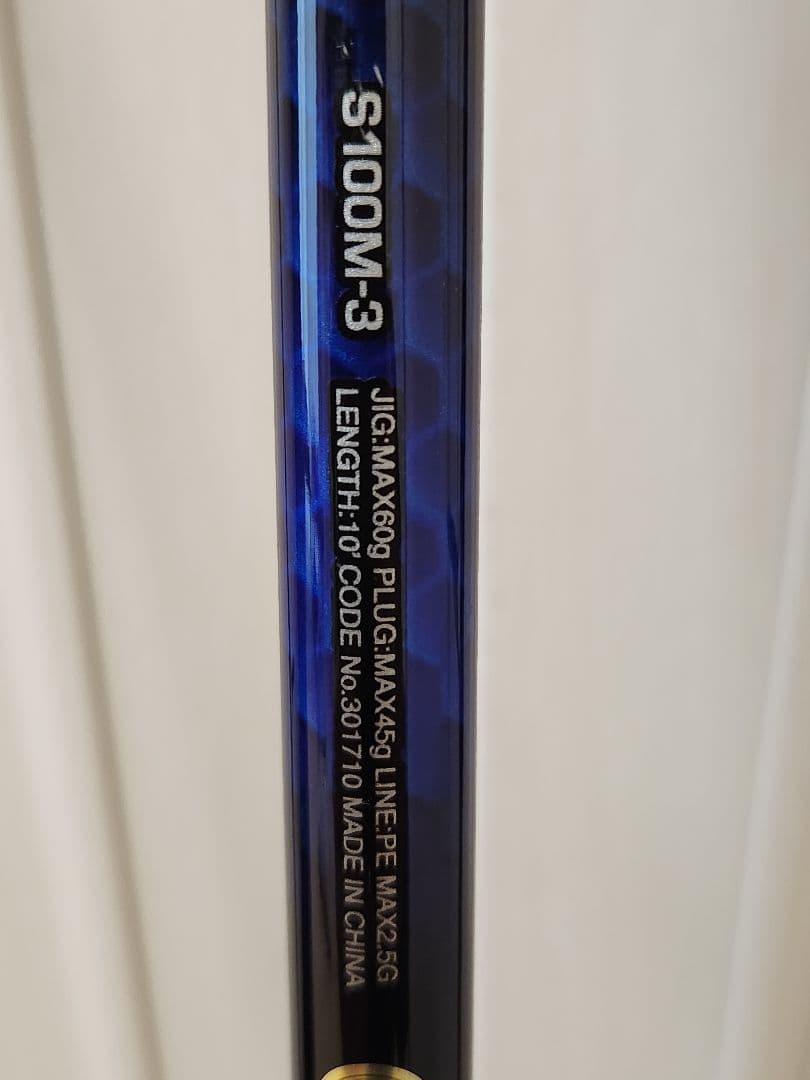 S100M-3
JIG:MAX60g PLUG:MAX45g LINE:PE MAX2.5G
LENGTH:10' CODE No.301710 MADE IN CHINA